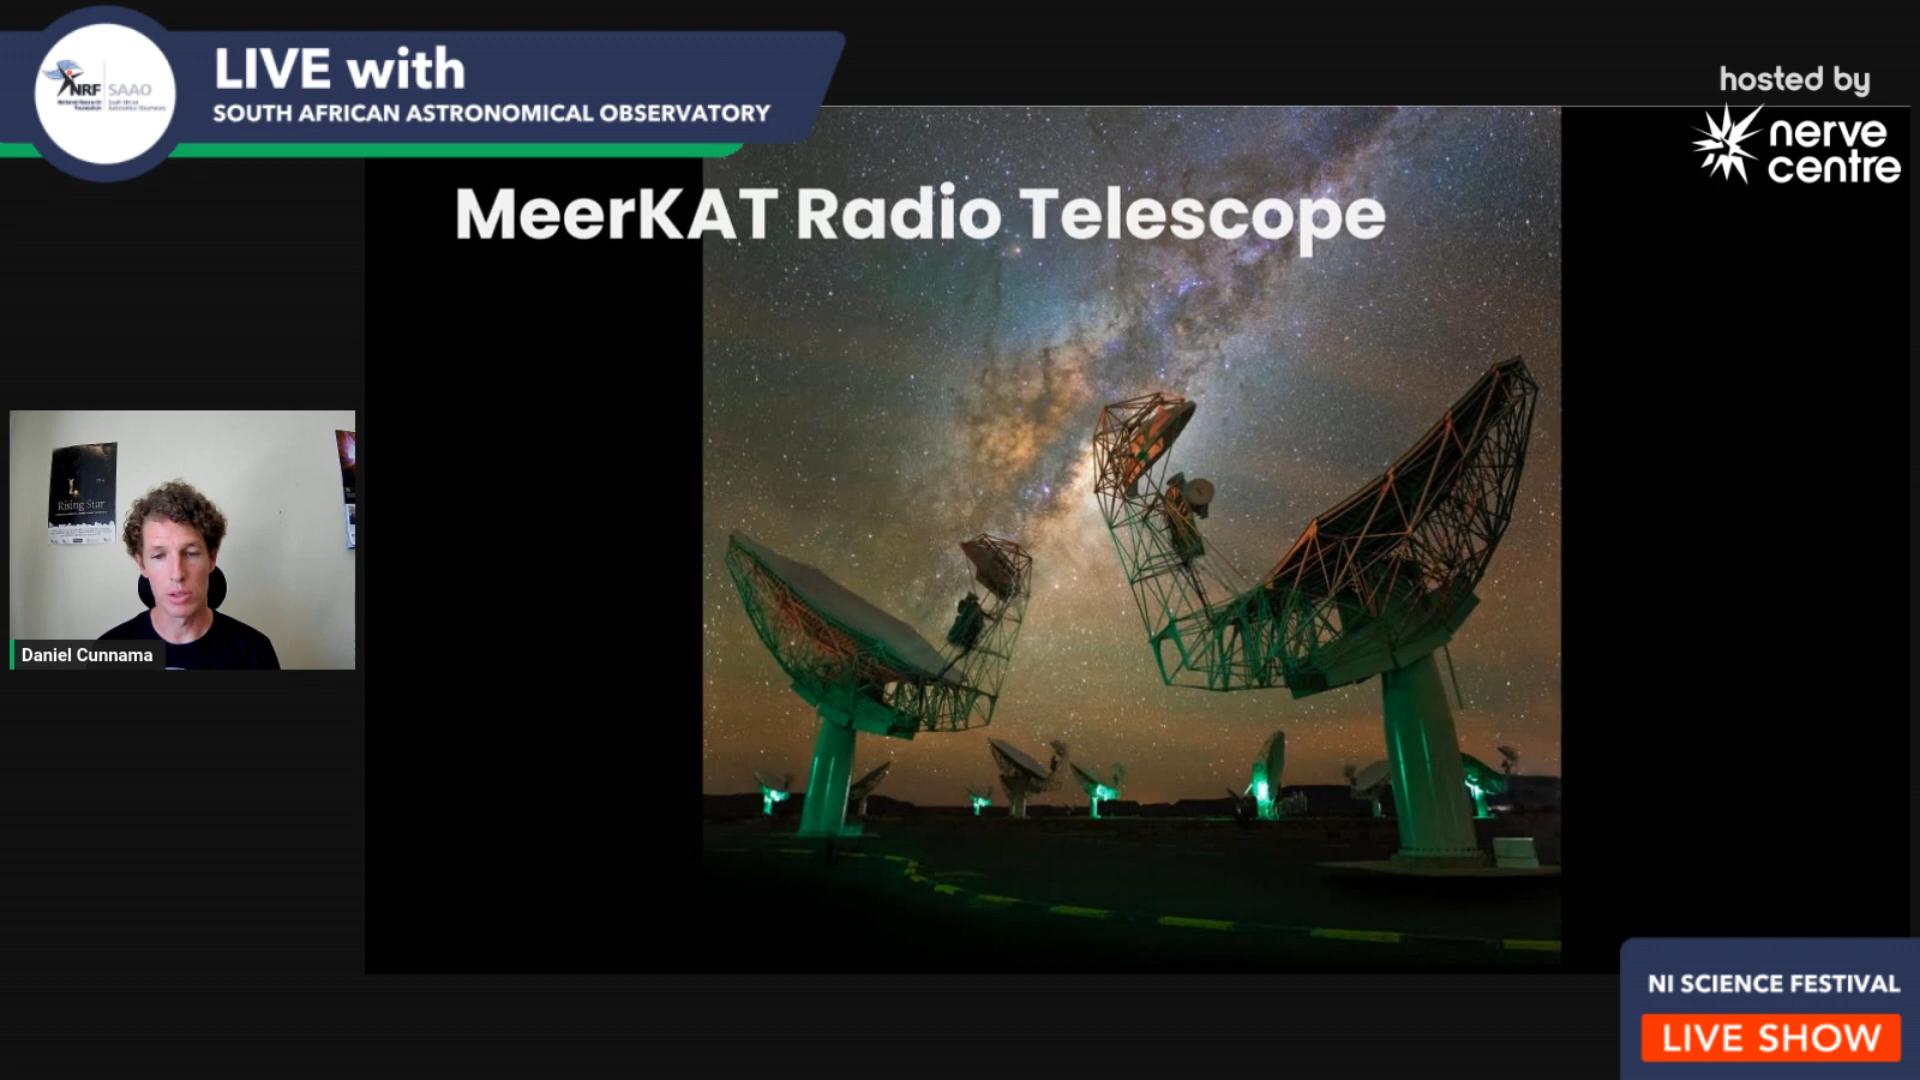 LIVE with
SOUTH AFRICAN ASTRONOMICAL OBSERVATORY
NRF
SAAO
hosted by
nerve
centre
MeerKAT Radio Telescope
Rising Star
Daniel Cunnama
NI SCIENCE FESTIVAL
LIVE SHOW